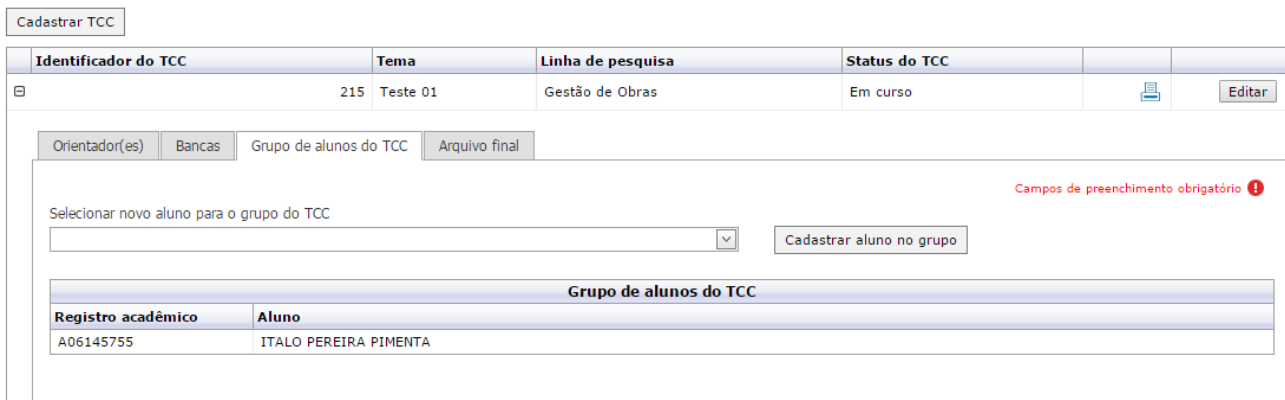 Cadastrar TCC
Identificador do TCC Tema Linha de pesquisa Status do TCC
215 Teste 01 Gestão de Obras Em curso Editar
Orientador(es) Bancas Grupo de alunos do TCC Arquivo final
Campos de preenchimento obrigatório
Selecionar novo aluno para o grupo do TCC
Cadastrar aluno no grupo
Grupo de alunos do TCC
Registro acadêmico Aluno
A06145755 ITALO PEREIRA PIMENTA